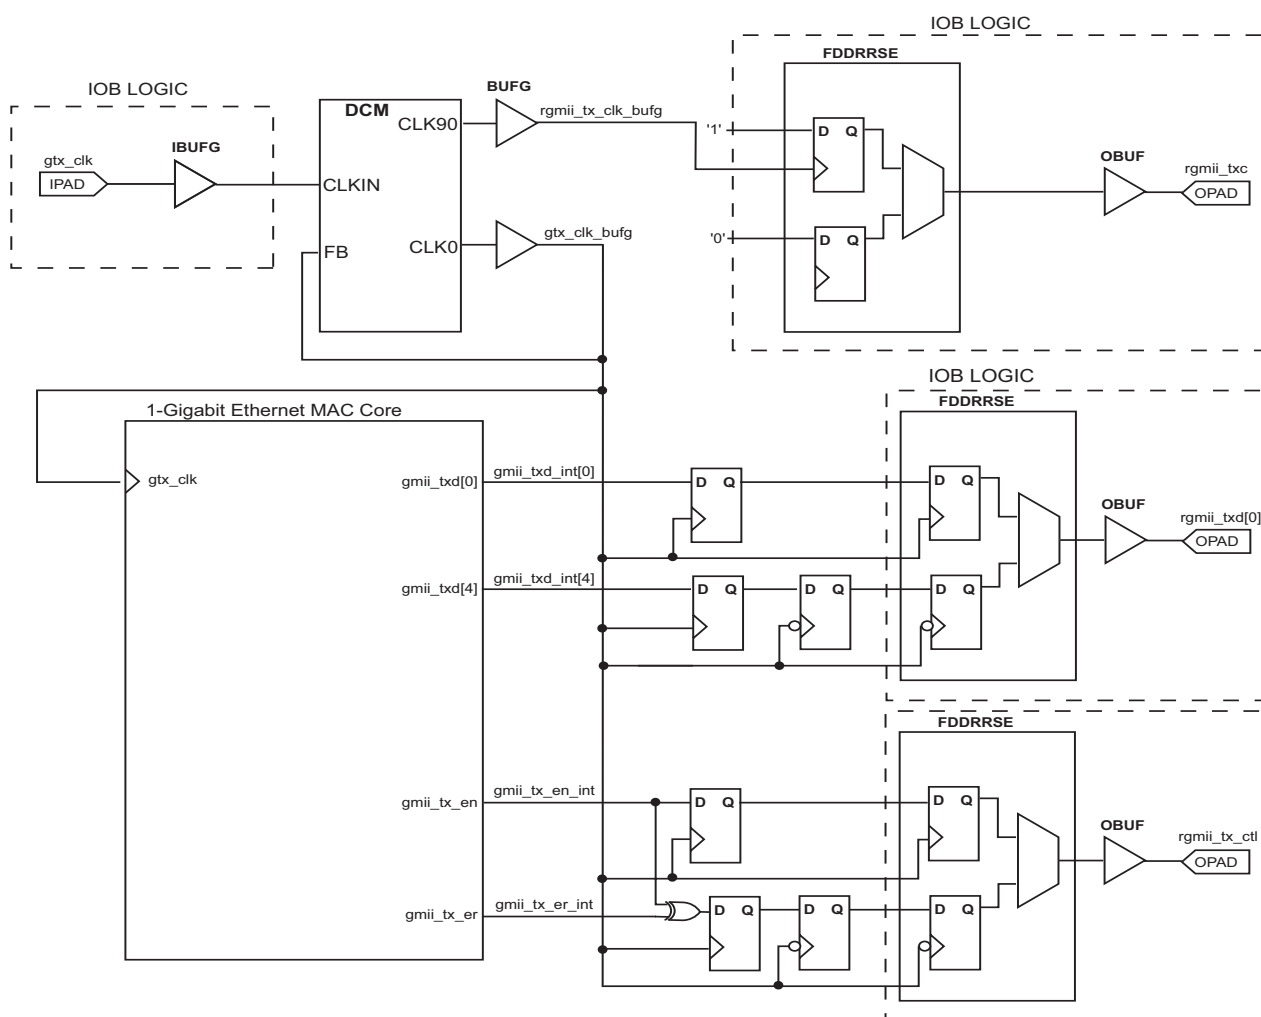 IOB LOGIC
gtx_clk
IPAD
IBUFG
DCM
CLKIN
FB
CLK90
CLK0
BUFG
rgmii_tx_clk_bufg
gtx_clk_bufg
IOB LOGIC
FDDRRSE
'1'
D Q
'0'
D Q
OBUF
rgmii_txc
OPAD
1-Gigabit Ethernet MAC Core
gtx_clk
gmii_txd[0]
gmii_txd_int[0]
D Q
gmii_txd[4]
gmii_txd_int[4]
D Q
D Q
IOB LOGIC
FDDRRSE
D Q
D Q
OBUF
rgmii_txd[0]
OPAD
gmii_tx_en
gmii_tx_en_int
D Q
gmii_tx_er
gmii_tx_er_int
D Q
D Q
FDDRRSE
D Q
D Q
OBUF
rgmii_tx_ctl
OPAD